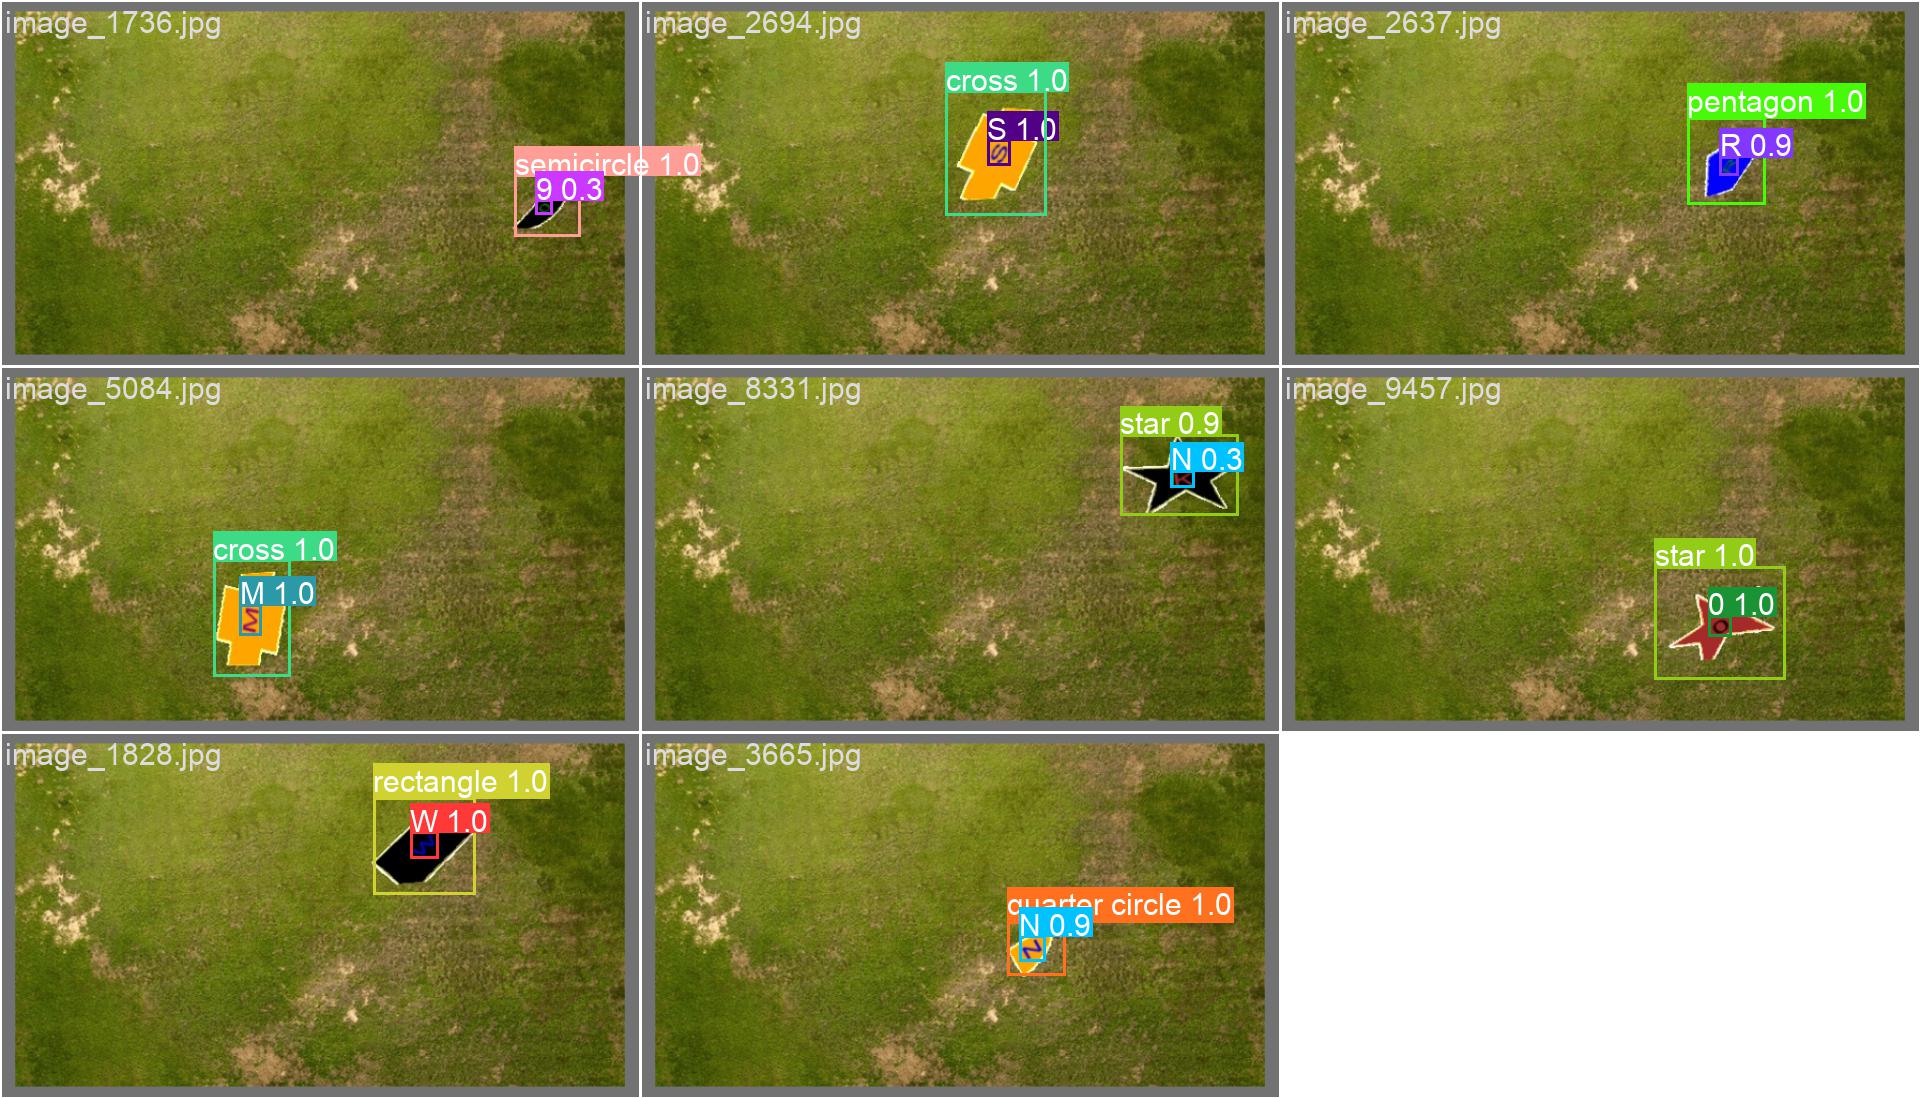 image_1736.jpg
semicircle 1.0
9 0.3
image_2694.jpg
cross 1.0
S 1.0
S
image_2637.jpg
pentagon 1.0
R 0.9
image_5084.jpg
cross 1.0
M 1.0
M
image_8331.jpg
star 0.9
N 0.3
K
image_9457.jpg
star 1.0
0 1.0
image_1828.jpg
rectangle 1.0
W 1.0
W
image_3665.jpg
quarter circle 1.0
N 0.9
N